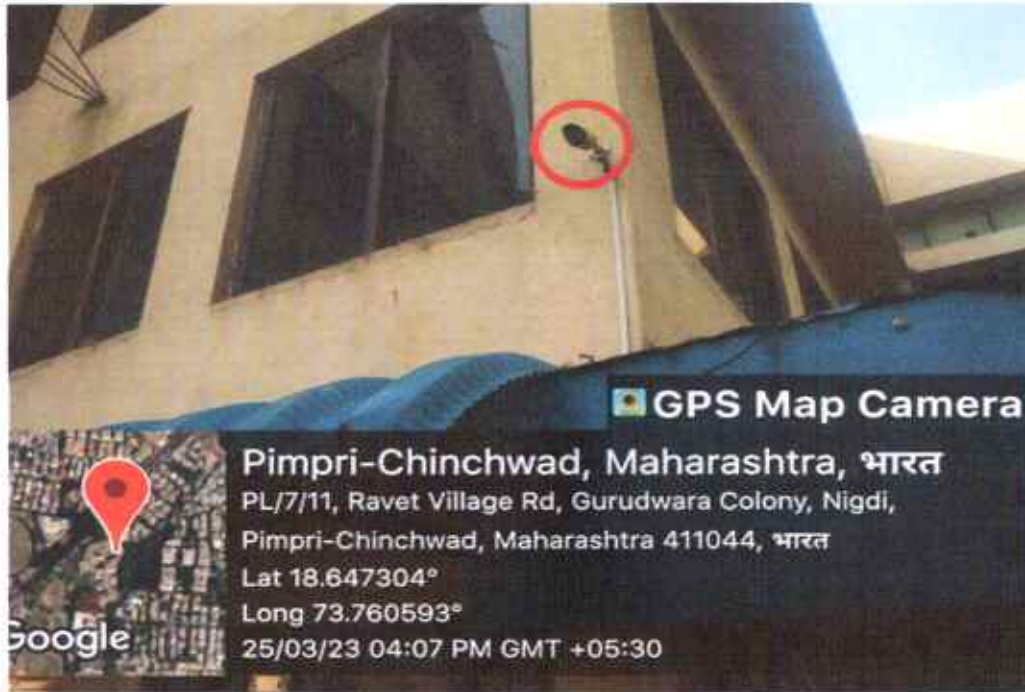 GPS Map Camera
Pimpri-Chinchwad, Maharashtra, भारत
PL/7/11, Ravet Village Rd, Gurudwara Colony, Nigdi,
Pimpri-Chinchwad, Maharashtra 411044, भारत
Lat 18.647304°
Long 73.760593°
25/03/23 04:07 PM GMT +05:30
Google